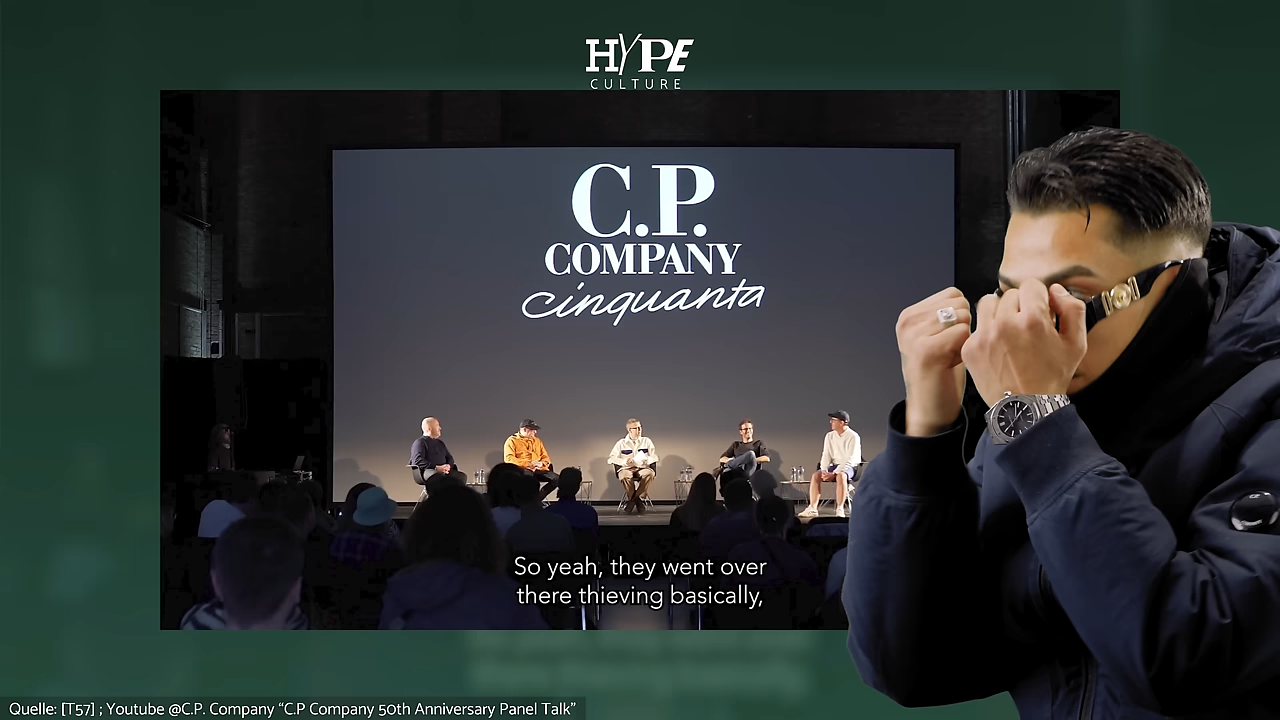 HYPE
CULTURE
C.P.
COMPANY
cinquanta
So yeah, they went over
there thieving basically,
Quelle: [T57] ; Youtube @C.P. Company “C.P Company 50th Anniversary Panel Talk”